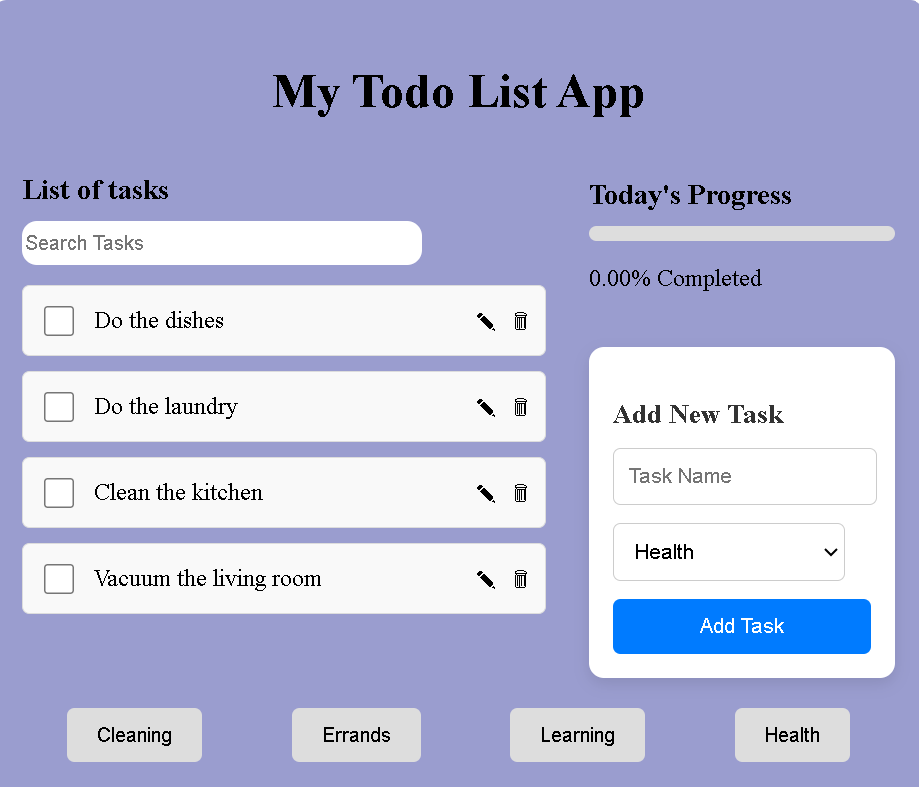 My Todo List App
List of tasks
Search Tasks
Do the dishes
Do the laundry
Clean the kitchen
Vacuum the living room
Today's Progress
0.00% Completed
Add New Task
Task Name
Health
Add Task
Cleaning
Errands
Learning
Health